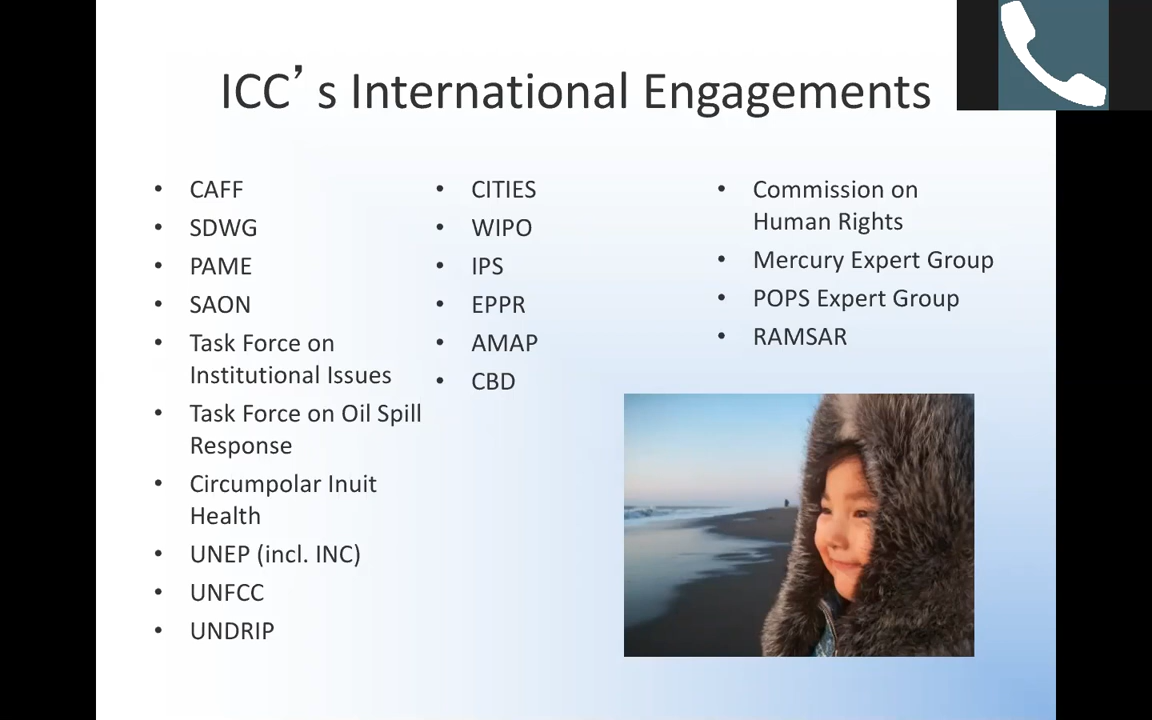 ICC’s International Engagements
• CAFF
• SDWG
• PAME
• SAON
• Task Force on
Institutional Issues
• Task Force on Oil Spill
Response
• Circumpolar Inuit
Health
• UNEP (incl. INC)
• UNFCC
• UNDRIP
• CITIES
• WIPO
• IPS
• EPPR
• AMAP
• CBD
• Commission on
Human Rights
• Mercury Expert Group
• POPS Expert Group
• RAMSAR